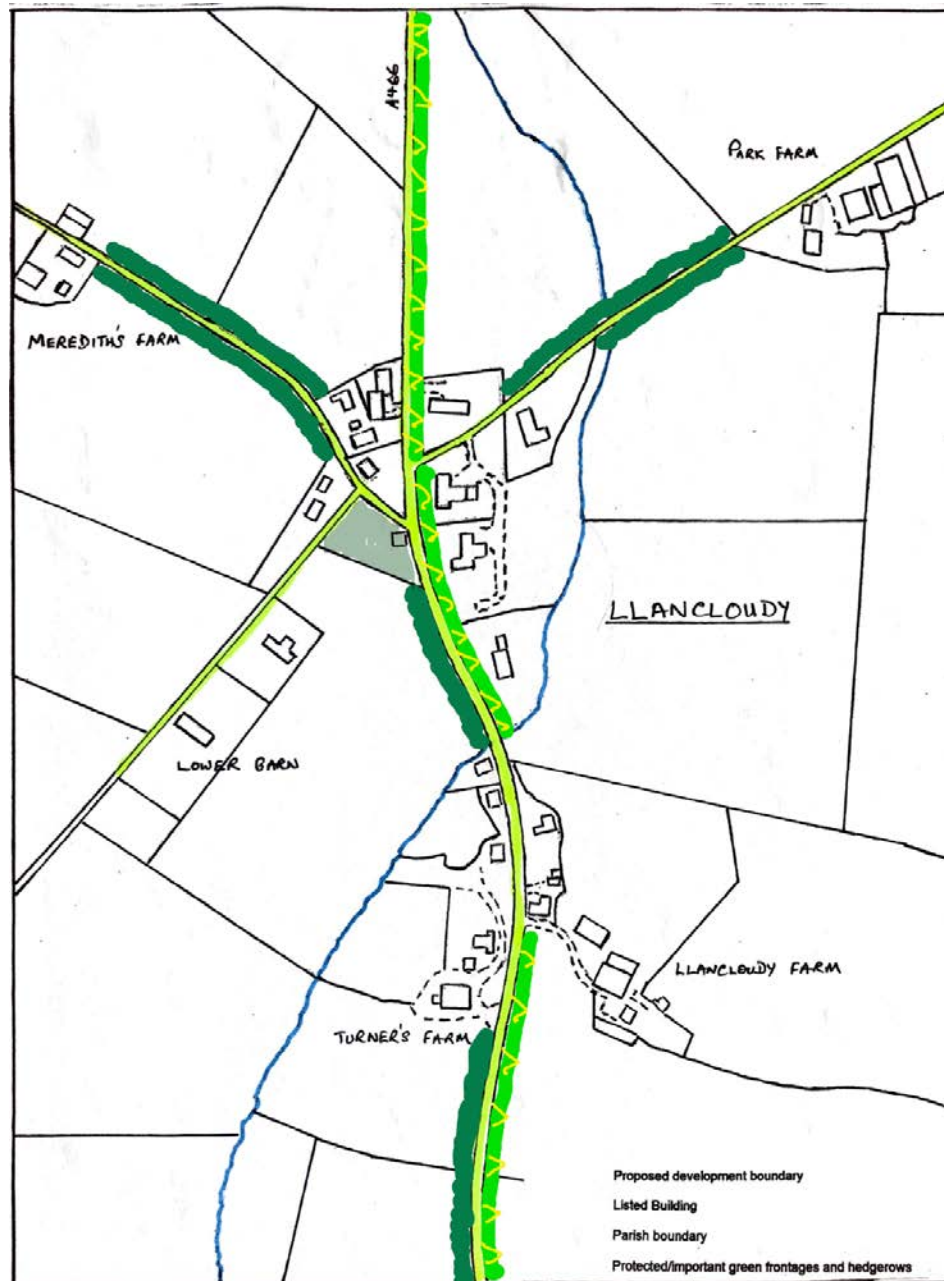 A466
PARK FARM
MEREDITH'S FARM
LLANCLOUDY
LOWER BARN
LLANCLOUDY FARM
TURNER'S FARM
Proposed development boundary
Listed Building
Parish boundary
Protected/important green frontages and hedgerows